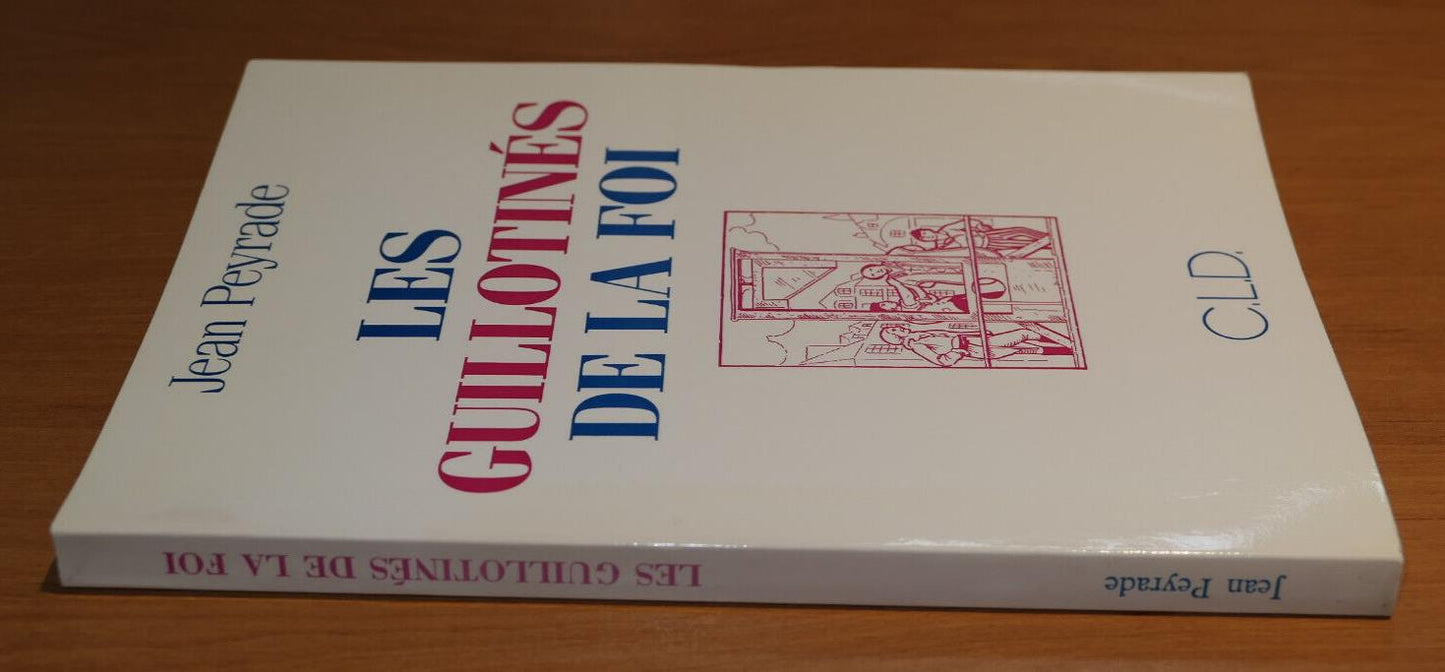 Jean Peyrade
LES
GUILLOTINÉS
DE LA FOI
C.L.D.
LES GUILLOTINÉS DE LA FOI
Jean Peyrade